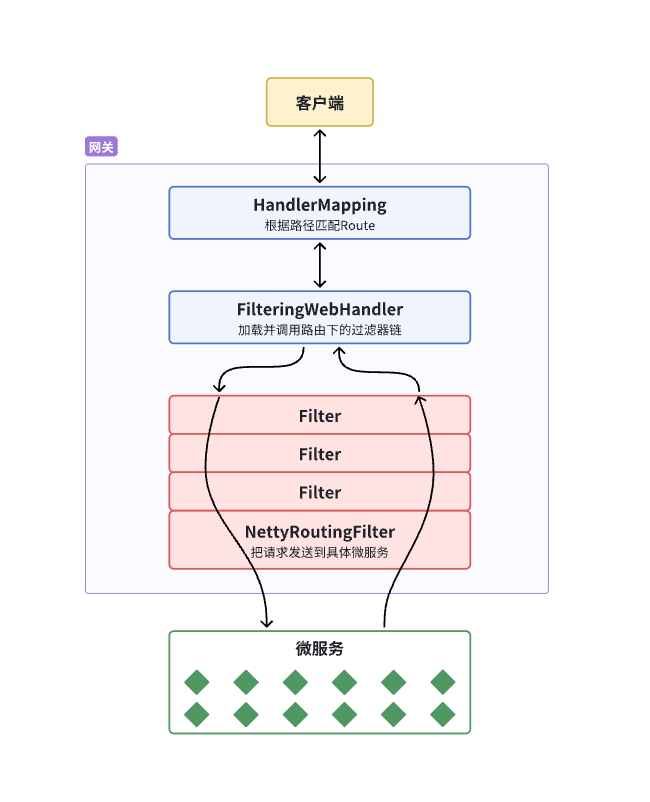 客户端
网关
HandlerMapping
根据路径匹配Route
FilteringWebHandler
加载并调用路由下的过滤器链
Filter
Filter
Filter
NettyRoutingFilter
把请求发送到具体微服务
微服务